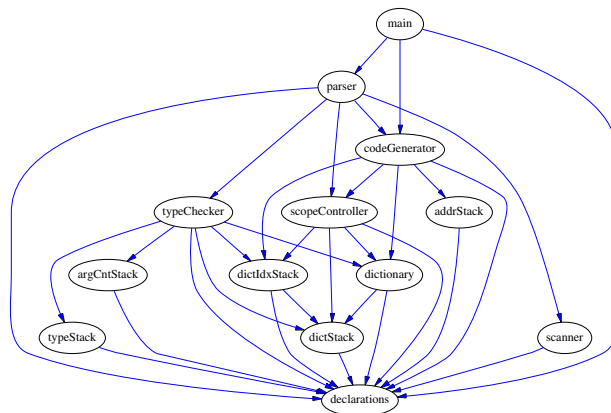 main
parser
codeGenerator
typeChecker
scopeController
addrStack
argCntStack
dictIdxStack
dictionary
typeStack
dictStack
scanner
declarations